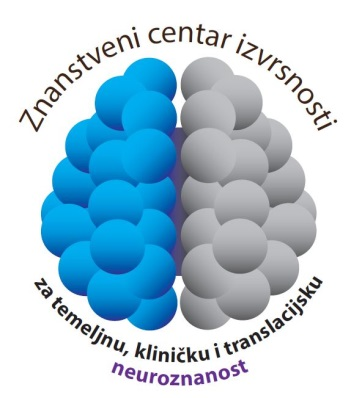 Znanstveni centar izvrsnosti
za temeljnu, kliničku i translacijsku
neuroznanost